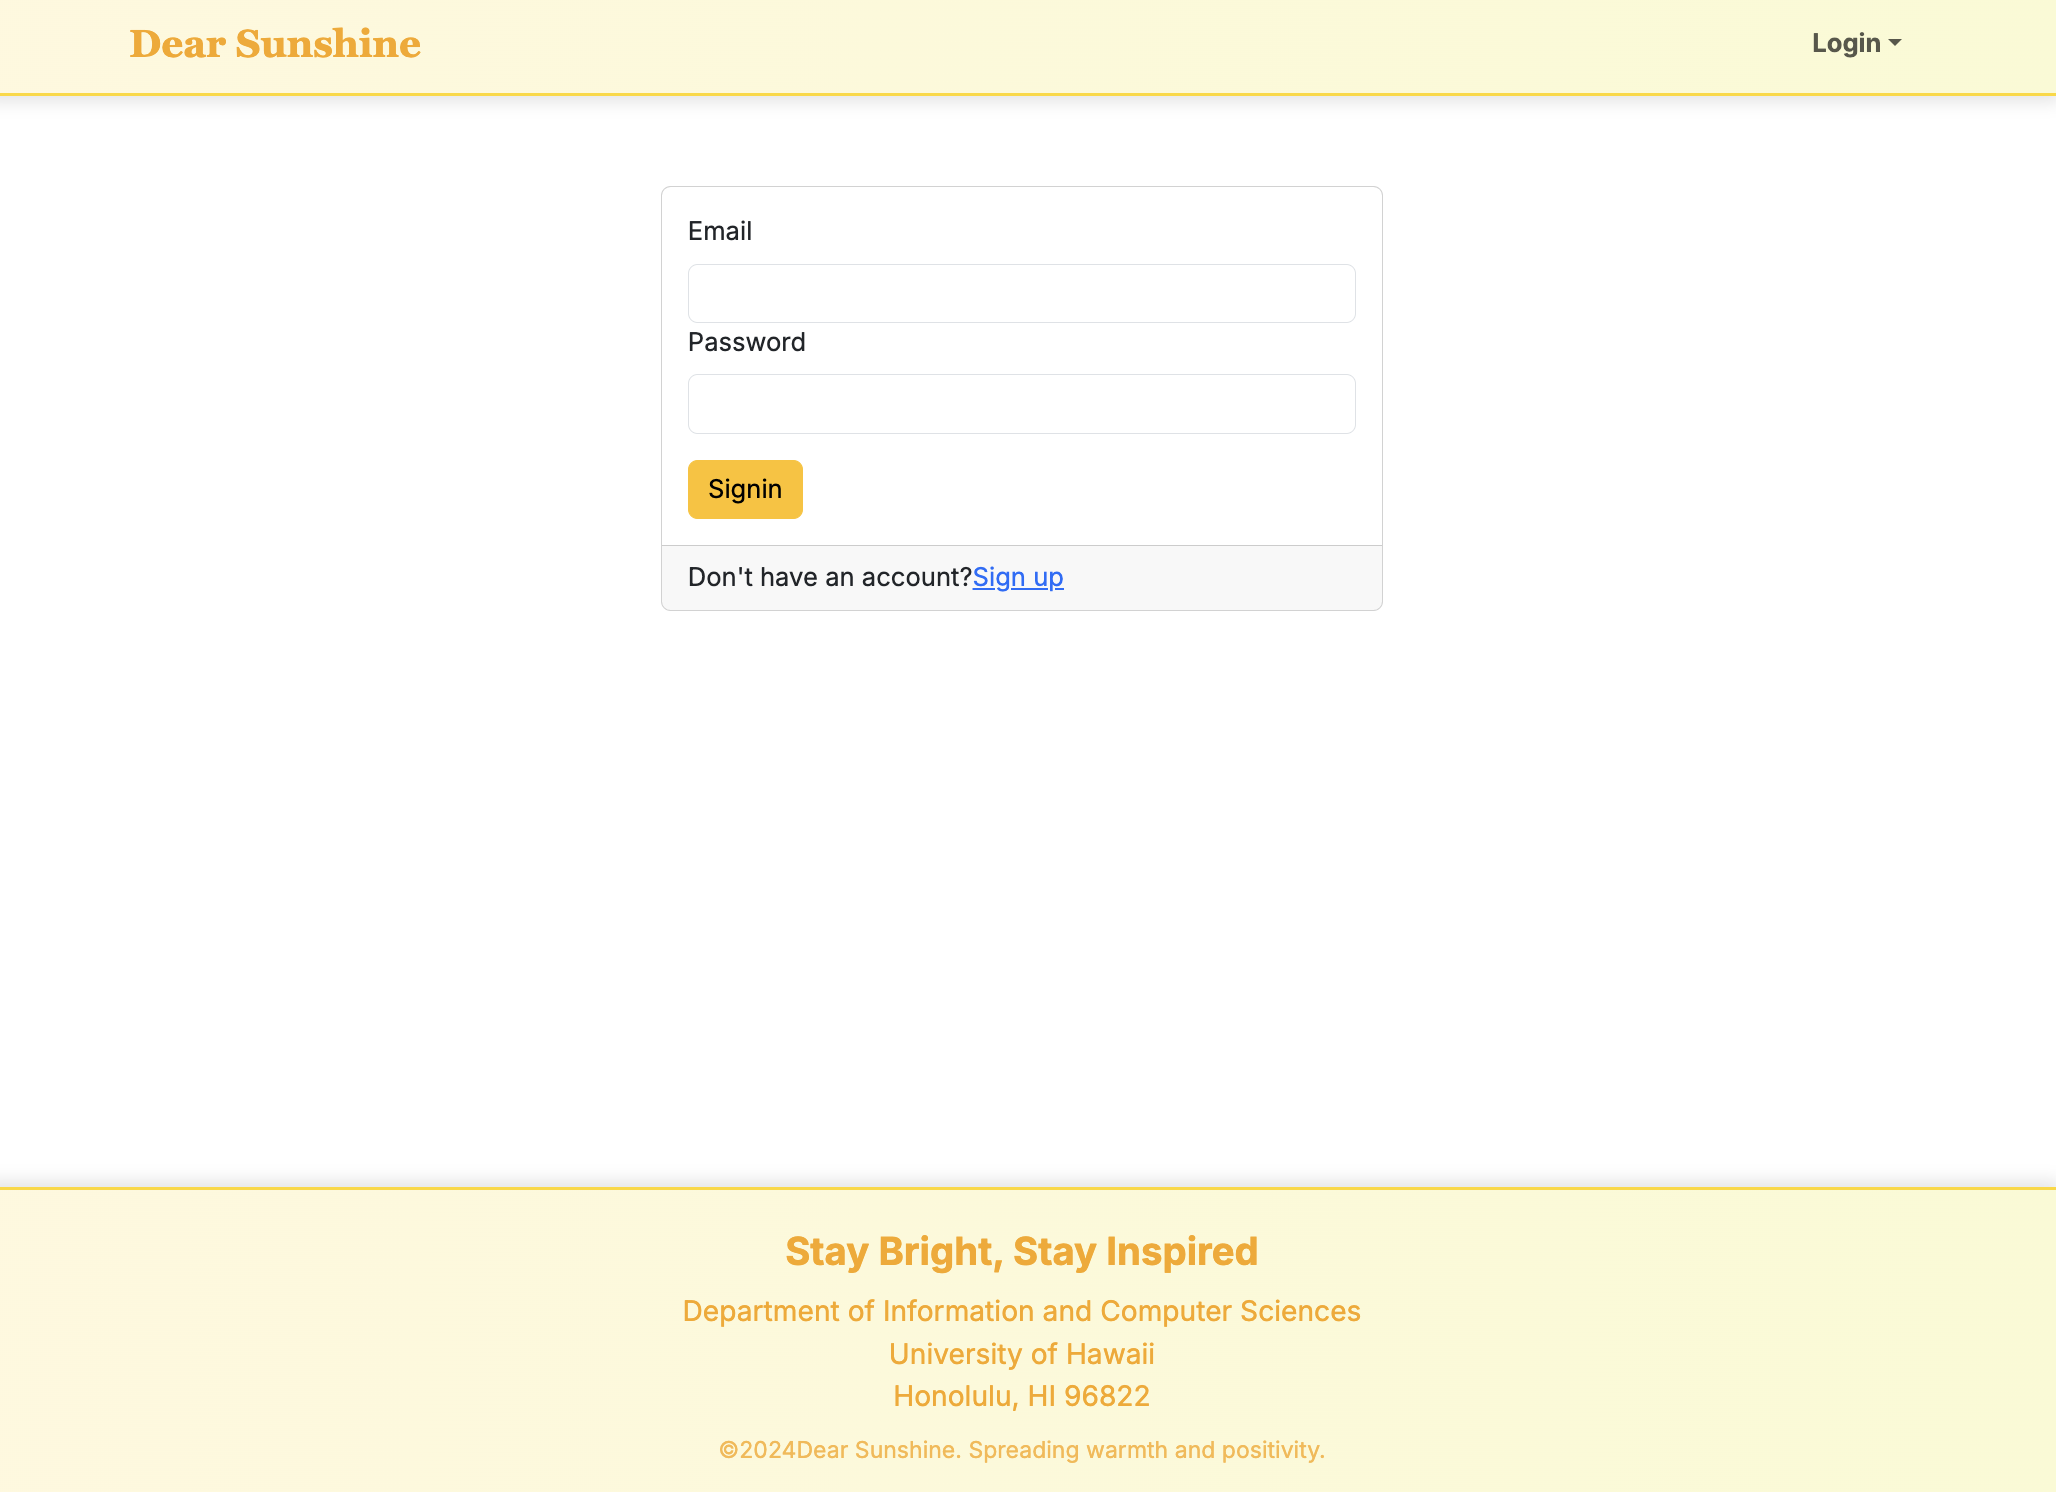 Dear Sunshine
Login
Email
Password
Signin
Don't have an account?Sign up
Stay Bright, Stay Inspired
Department of Information and Computer Sciences
University of Hawaii
Honolulu, HI 96822
©2024Dear Sunshine. Spreading warmth and positivity.